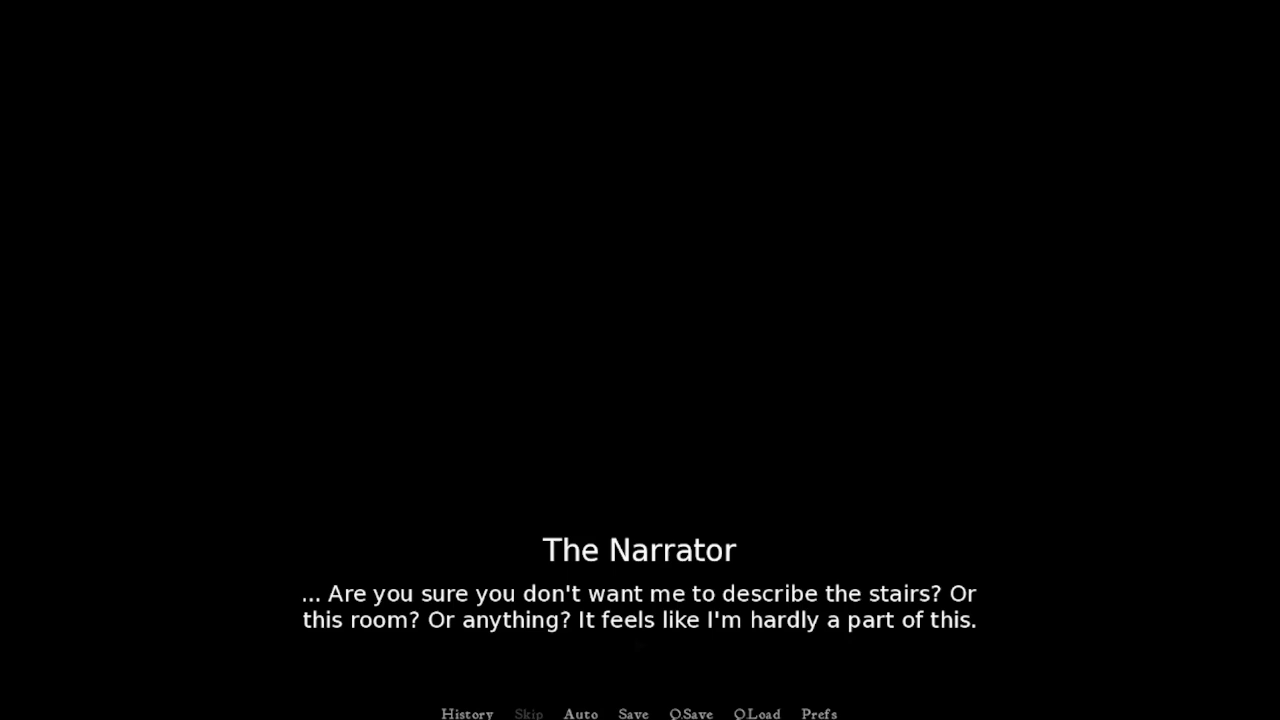 The Narrator
... Are you sure you don't want me to describe the stairs? Or
this room? Or anything? It feels like I'm hardly a part of this.
History Skip Auto Save Q.Save Q.Load Prefs